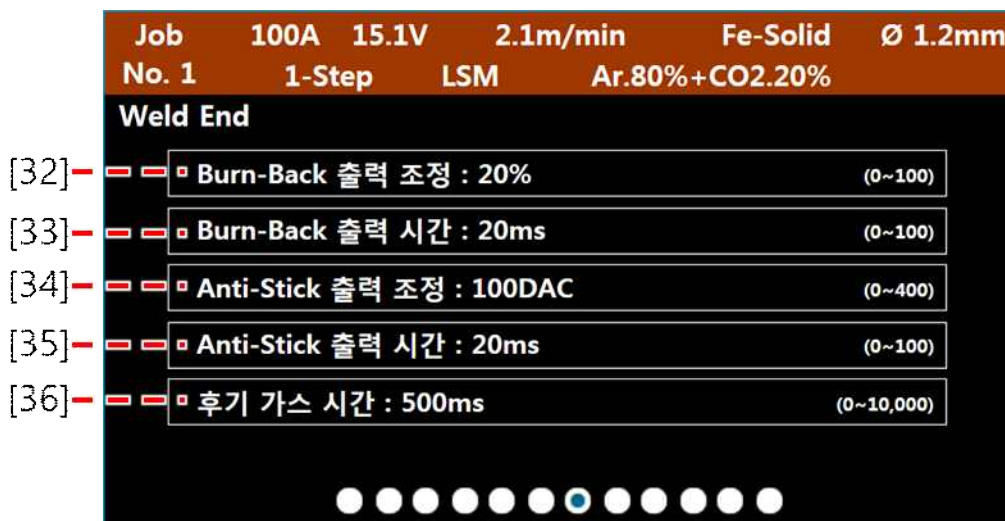 Job 100A 15.1V 2.1m/min Fe-Solid Ø 1.2mm
No. 1 1-Step LSM Ar.80%+CO2.20%
Weld End
[32] Burn-Back 출력 조정 : 20% (0~100)
[33] Burn-Back 출력 시간 : 20ms (0~100)
[34] Anti-Stick 출력 조정 : 100DAC (0~400)
[35] Anti-Stick 출력 시간 : 20ms (0~100)
[36] 후기 가스 시간 : 500ms (0~10,000)